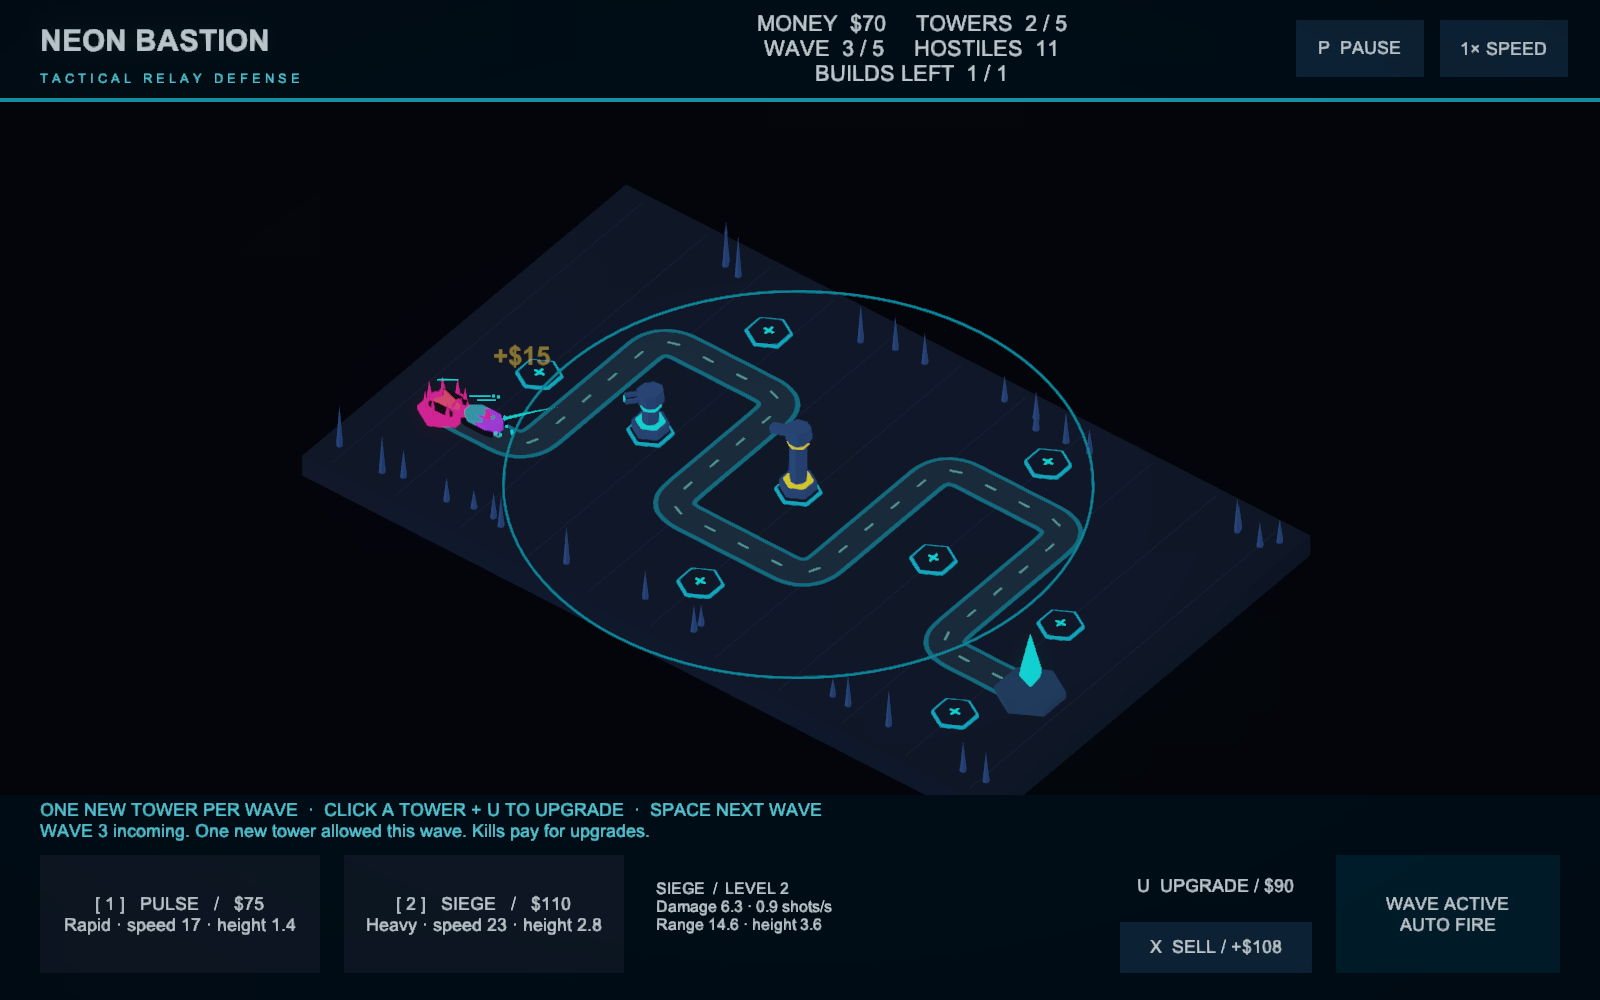 NEON BASTION
TACTICAL RELAY DEFENSE
MONEY $70 TOWERS 2 / 5
WAVE 3 / 5 HOSTILES 11
BUILDS LEFT 1 / 1
P PAUSE
1× SPEED
+$15
ONE NEW TOWER PER WAVE · CLICK A TOWER + U TO UPGRADE · SPACE NEXT WAVE
WAVE 3 incoming. One new tower allowed this wave. Kills pay for upgrades.
[ 1 ] PULSE / $75
Rapid · speed 17 · height 1.4
[ 2 ] SIEGE / $110
Heavy · speed 23 · height 2.8
SIEGE / LEVEL 2
Damage 6.3 · 0.9 shots/s
Range 14.6 · height 3.6
U UPGRADE / $90
X SELL / +$108
WAVE ACTIVE
AUTO FIRE